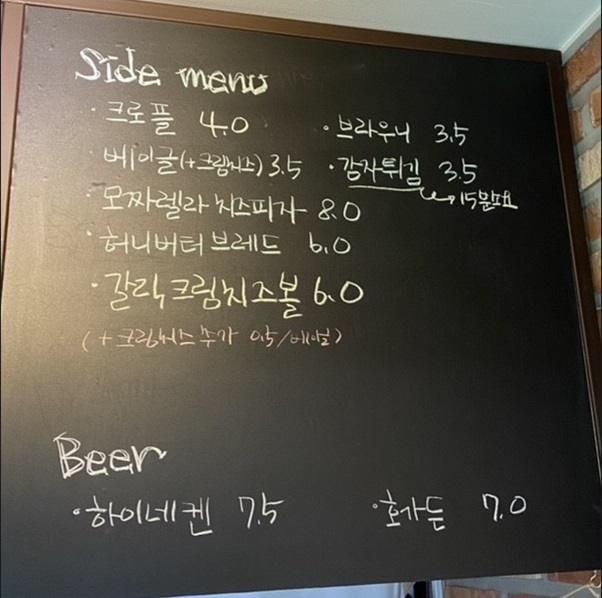 Side menu
· 크로플 4.0
· 브라우니 3.5
베이글(+크림치즈) 3.5
· 감자튀김 3.5
15분소요
· 모짜렐라 치즈피자 8.0
· 허니버터 브레드 6.0
· 갈릭크림치즈볼 6.0
(+크림치즈 추가 0.5/베이글)
Beer
· 하이네켄 7.5
· 호가든 7.0